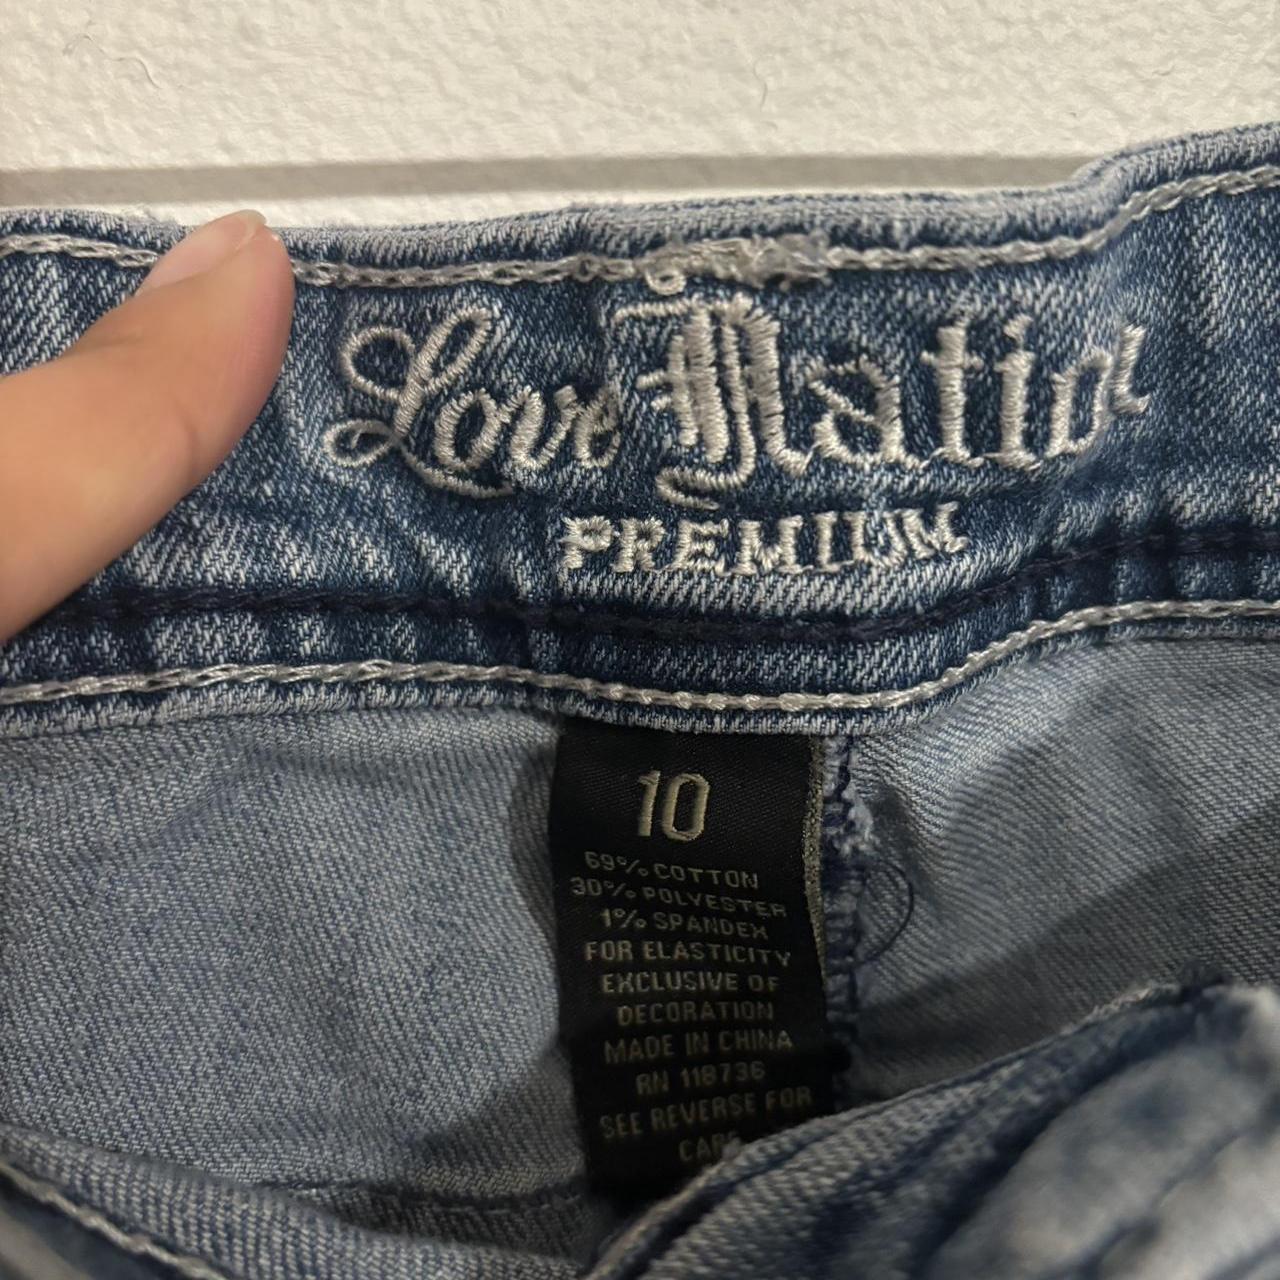 Love Nation
PREMIUM
10
69% COTTON
30% POLYESTER
1% SPANDEX
FOR ELASTICITY
EXCLUSIVE OF
DECORATION
MADE IN CHINA
RN 118736
SEE REVERSE FOR
CARE